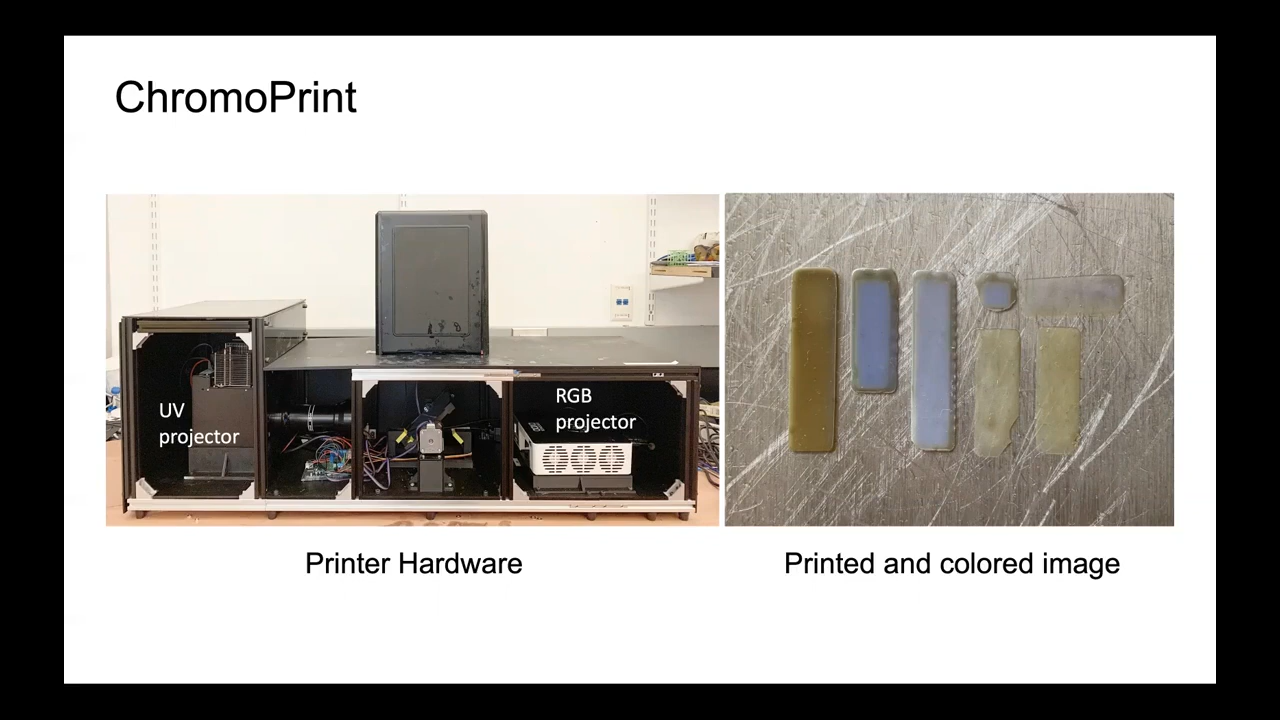 ChromoPrint
UV
projector
RGB
projector
Printer Hardware
Printed and colored image